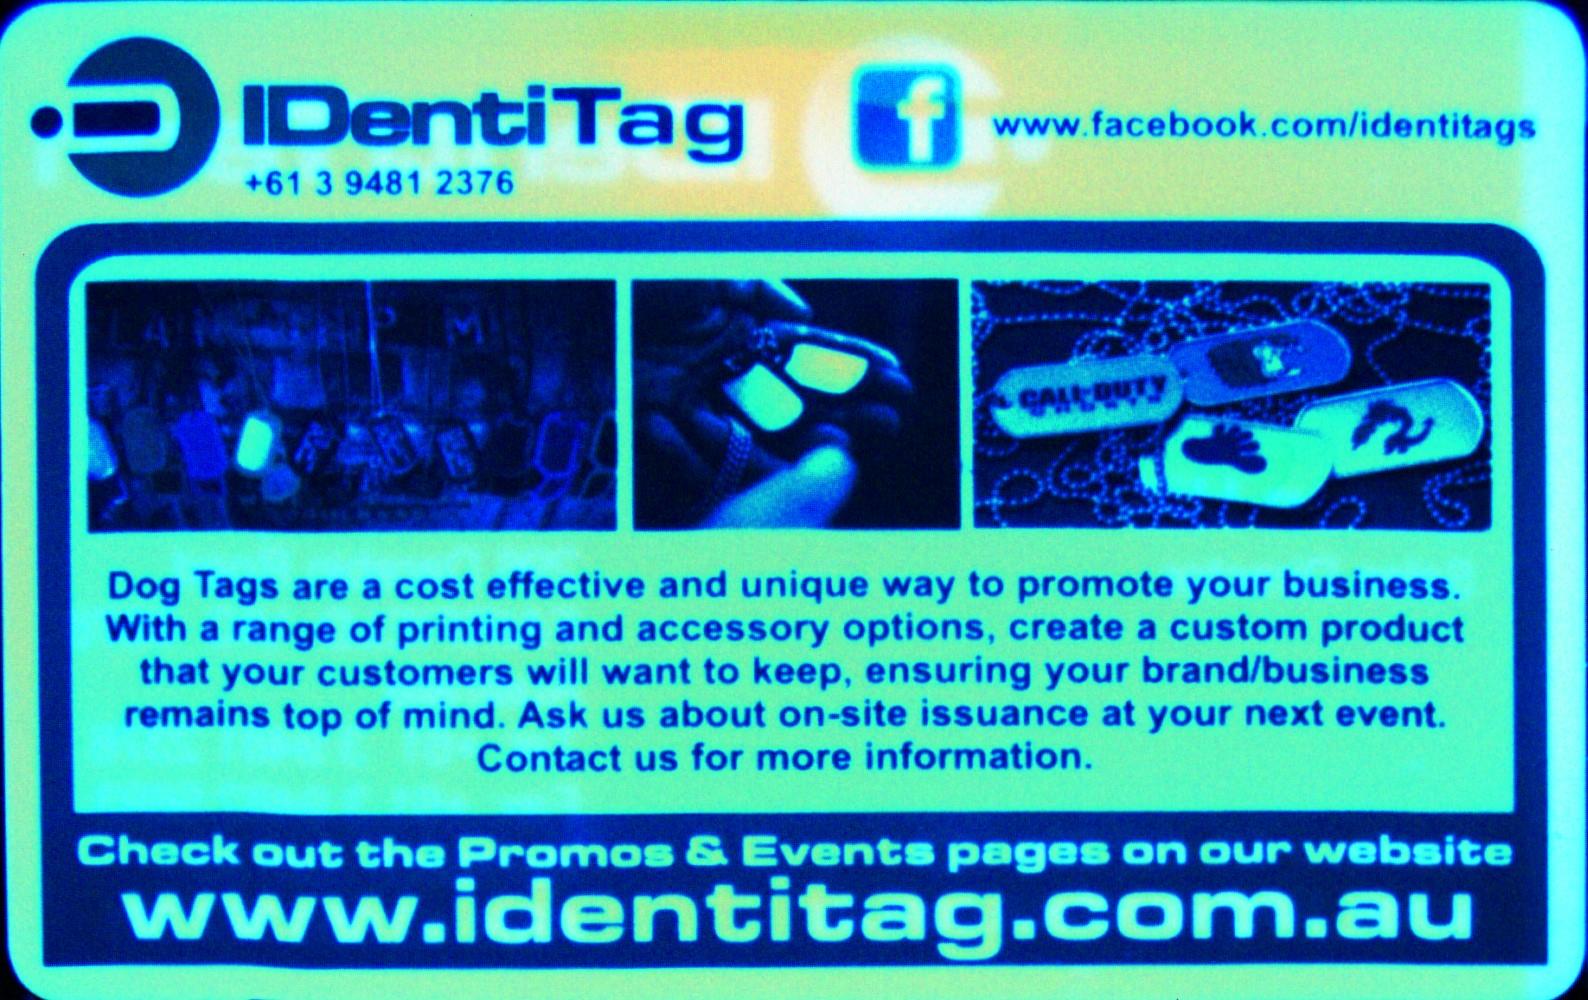 IDentiTag
+61 3 9481 2376
www.facebook.com/identitags
CALL DUTY
Dog Tags are a cost effective and unique way to promote your business.
With a range of printing and accessory options, create a custom product
that your customers will want to keep, ensuring your brand/business
remains top of mind. Ask us about on-site issuance at your next event.
Contact us for more information.
Check out the Promos & Events pages on our website
www.identitag.com.au